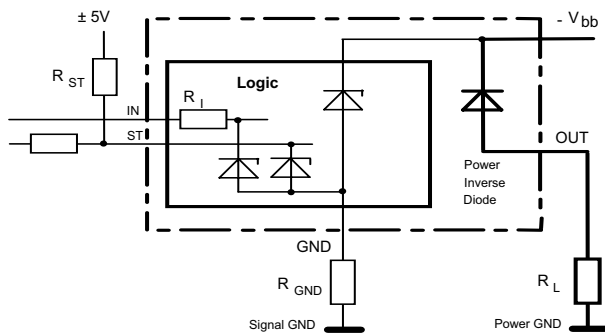 ± 5V
- V bb
R ST
Logic
IN
R I
ST
OUT
Power
Inverse
Diode
GND
R GND
R L
Signal GND
Power GND